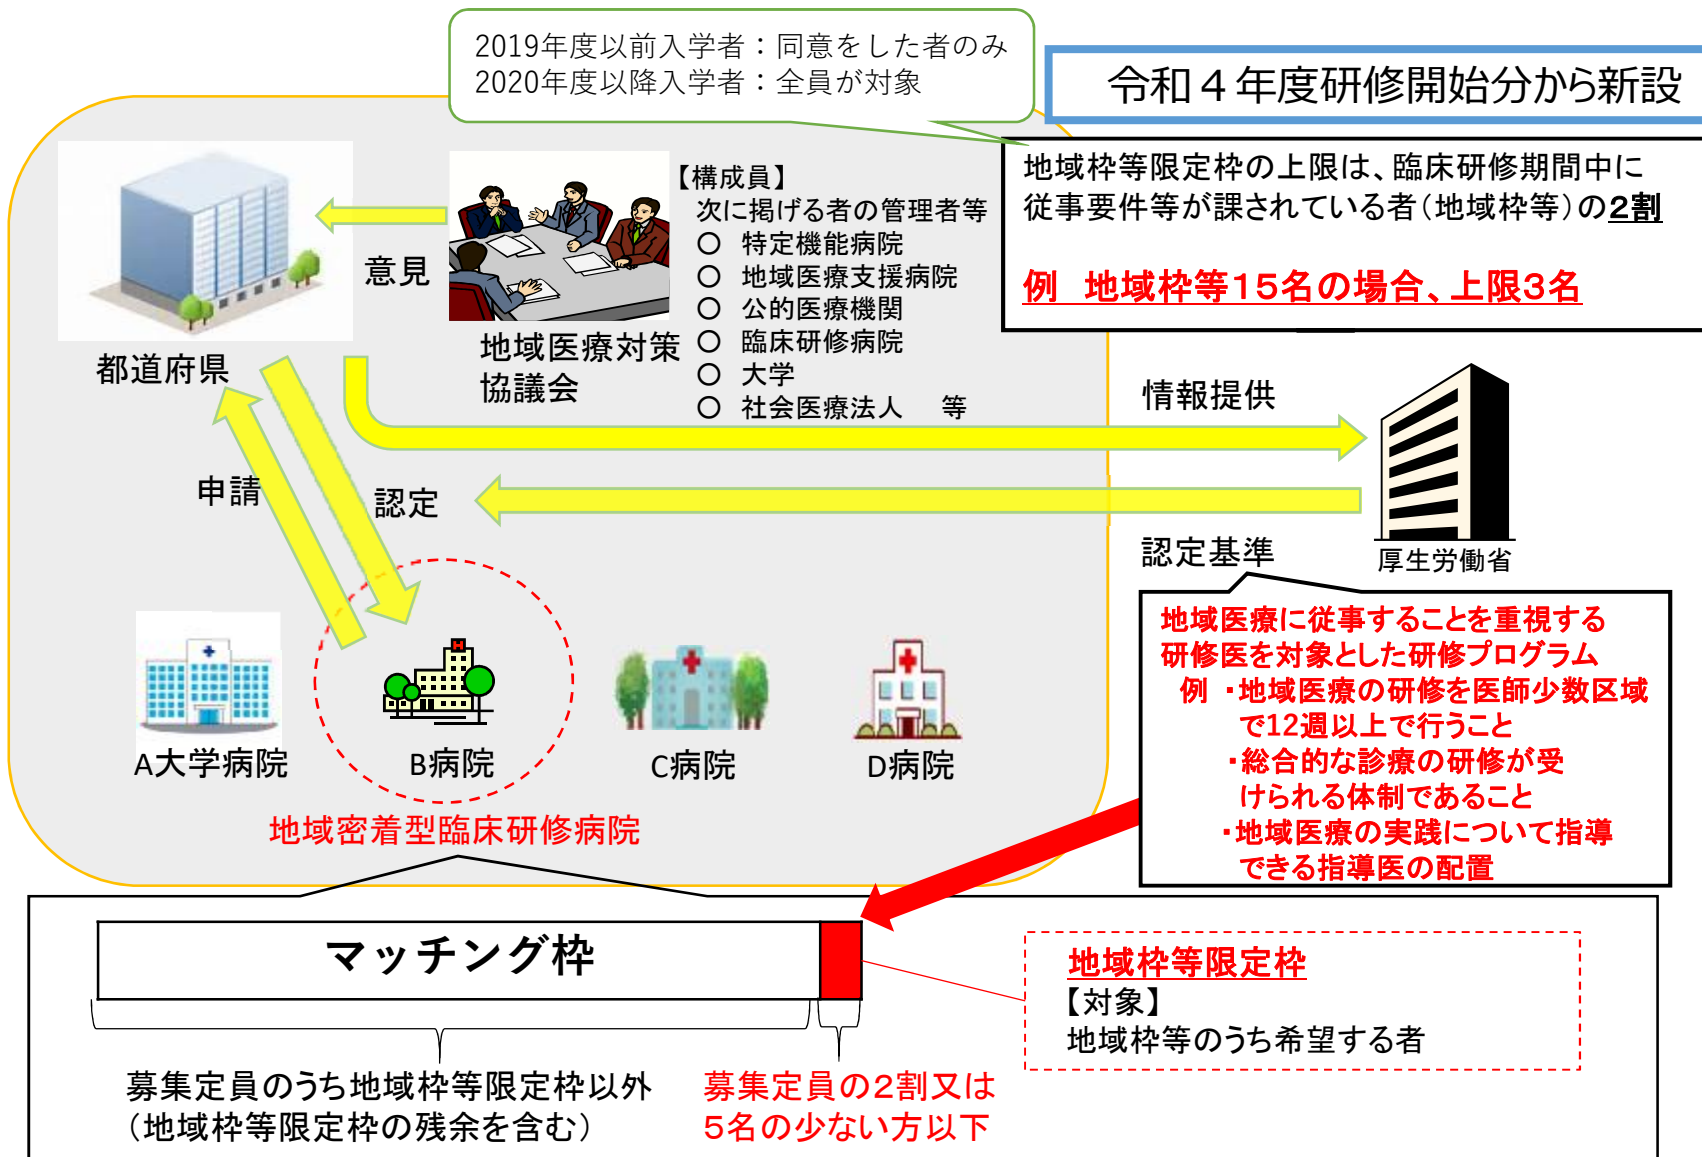 2019年度以前入学者：同意をした者のみ
2020年度以降入学者：全員が対象
令和４年度研修開始分から新設
地域枠等限定枠の上限は、臨床研修期間中に
従事要件等が課されている者（地域枠等）の２割
例　地域枠等１５名の場合、上限３名
意見
都道府県
地域医療対策
協議会
【構成員】
次に掲げる者の管理者等
○　特定機能病院
○　地域医療支援病院
○　公的医療機関
○　臨床研修病院
○　大学
○　社会医療法人　等
情報提供
申請
認定
認定基準
厚生労働省
地域医療に従事することを重視する
研修医を対象とした研修プログラム
例　・地域医療の研修を医師少数区域
で12週以上で行うこと
・総合的な診療の研修が受
けられる体制であること
・地域医療の実践について指導
できる指導医の配置
A大学病院
B病院
C病院
D病院
地域密着型臨床研修病院
マッチング枠
地域枠等限定枠
【対象】
地域枠等のうち希望する者
募集定員のうち地域枠等限定枠以外
（地域枠等限定枠の残余を含む）
募集定員の２割又は
５名の少ない方以下